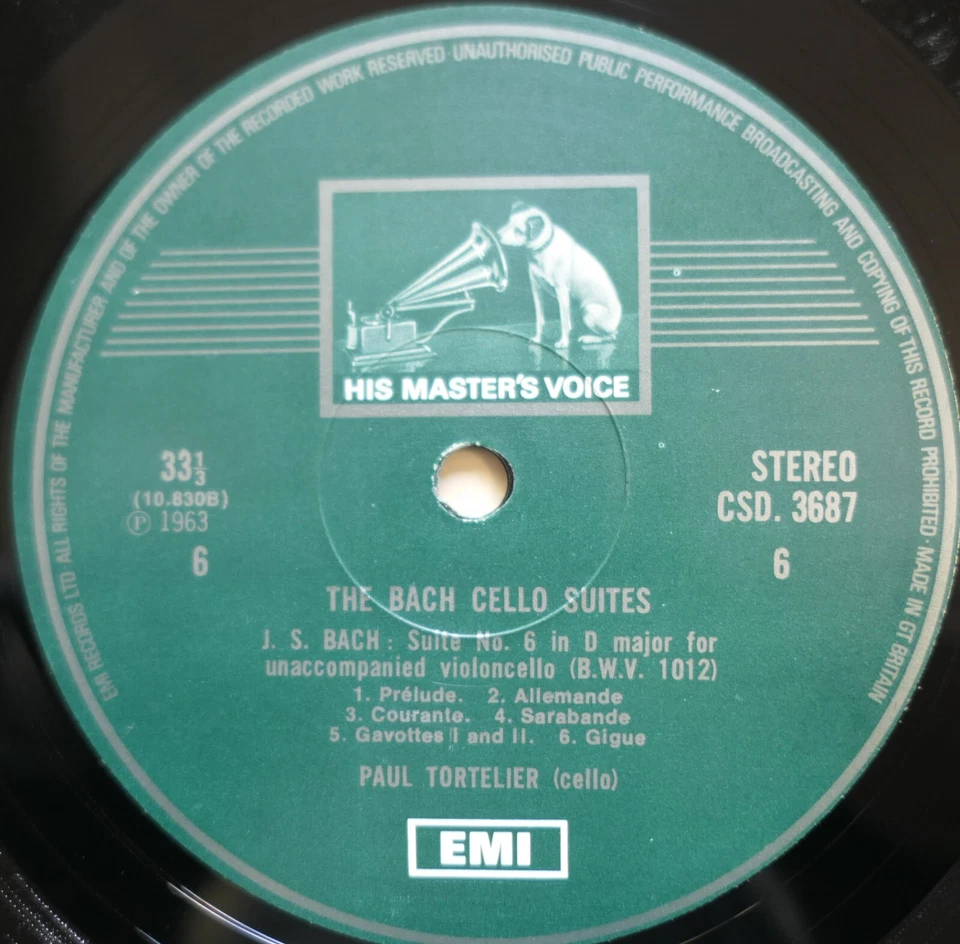 EMI RECORDS LTD ALL RIGHTS OF THE MANUFACTURER AND OF THE OWNER OF THE RECORDED WORK RESERVED · UNAUTHORISED PUBLIC PERFORMANCE BROADCASTING AND COPYING OF THIS RECORD PROHIBITED · MADE IN GT BRITAIN
HIS MASTER'S VOICE
33⅓
(10.830B)
Ⓟ 1963
6
STEREO
CSD. 3687
6
THE BACH CELLO SUITES
J. S. BACH : Suite No. 6 in D major for
unaccompanied violoncello (B.W.V. 1012)
1. Prélude. 2. Allemande
3. Courante. 4. Sarabande
5. Gavottes I and II. 6. Gigue
PAUL TORTELIER (cello)
EMI